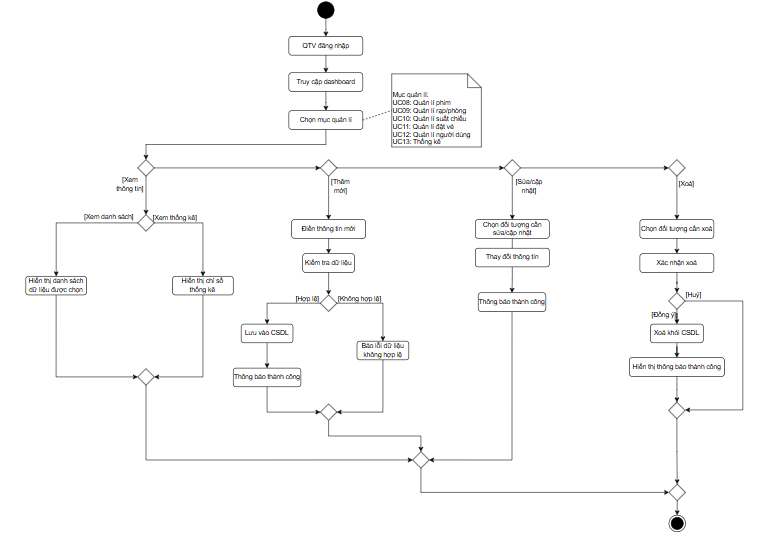 QTV đăng nhập
Truy cập dashboard
Chọn mục quản lí
Mục quản lí:
UC08: Quản lí phim
UC09: Quản lí rạp/phòng
UC10: Quản lí suất chiếu
UC11: Quản lí đặt vé
UC12: Quản lí người dùng
UC13: Thống kê
[Xem
thông tin]
[Thêm
mới]
[Sửa/cập
nhật]
[Xoá]
[Xem danh sách]
[Xem thống kê]
Hiển thị danh sách
dữ liệu được chọn
Hiển thị chỉ số
thống kê
Điền thông tin mới
Kiểm tra dữ liệu
[Hợp lệ]
[Không hợp lệ]
Lưu vào CSDL
Báo lỗi dữ liệu
không hợp lệ
Thông báo thành công
Chọn đối tượng cần
sửa/cập nhật
Thay đổi thông tin
Thông báo thành công
Chọn đối tượng cần xoá
Xác nhận xoá
[Huỷ]
[Đồng ý]
Xoá khỏi CSDL
Hiển thị thông báo thành công